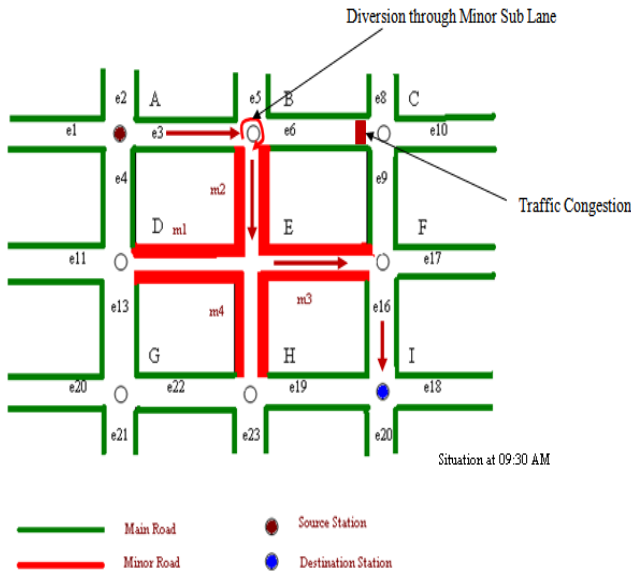 Diversion through Minor Sub Lane
e2 A e5 B e8 C
e1 e3 e6 e10
e4 m2 e9
Traffic Congestion
D m1 E F
e11 e17
e13 m4 m3 e16
G H I
e20 e22 e19 e18
e21 e23 e20
Situation at 09:30 AM
Main Road Source Station
Minor Road Destination Station